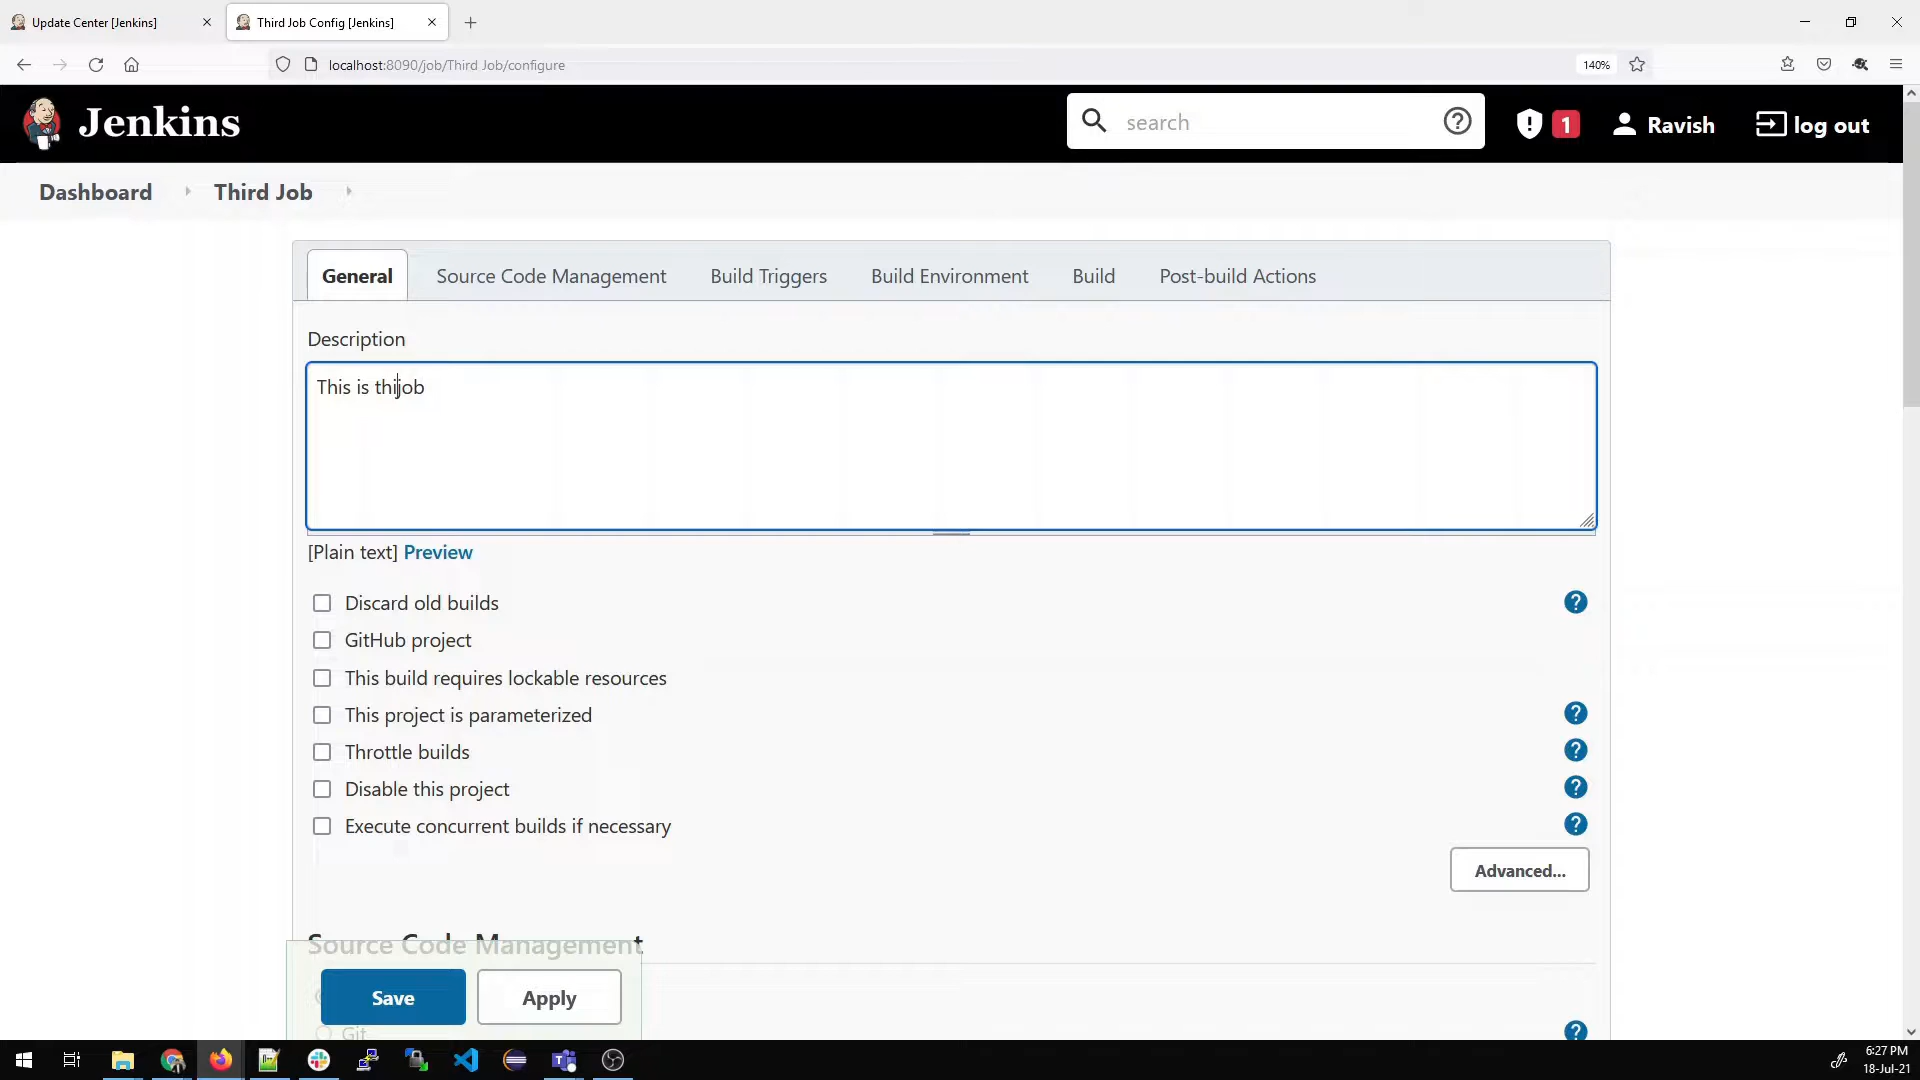 Update Center [Jenkins]
Third Job Config [Jenkins]
localhost:8090/job/Third Job/configure
140%
Jenkins
search
1
Ravish
log out
Dashboard
Third Job
General
Source Code Management
Build Triggers
Build Environment
Build
Post-build Actions
Description
This is thijob
[Plain text] Preview
Discard old builds
GitHub project
This build requires lockable resources
This project is parameterized
Throttle builds
Disable this project
Execute concurrent builds if necessary
Advanced...
Source Code Management
Save
Apply
Git
6:27 PM
18-Jul-21